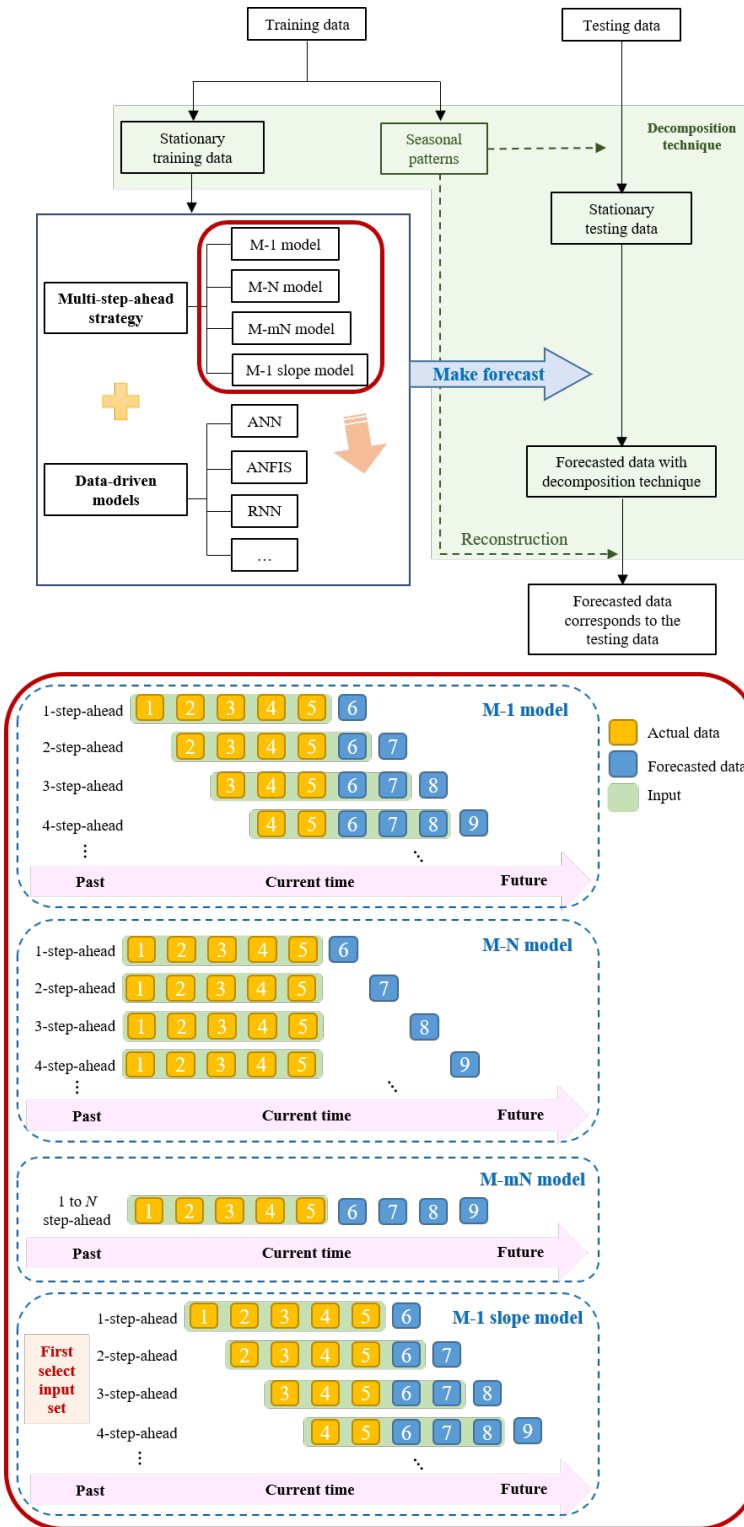 Training data
Testing data
Stationary
training data
Seasonal
patterns
Decomposition
technique
Stationary
testing data
Multi-step-ahead
strategy
M-1 model
M-N model
M-mN model
M-1 slope model
Make forecast
Data-driven
models
ANN
ANFIS
RNN
...
Forecasted data with
decomposition technique
Reconstruction
Forecasted data
corresponds to the
testing data
M-1 model
1-step-ahead 1 2 3 4 5 6
2-step-ahead 2 3 4 5 6 7
3-step-ahead 3 4 5 6 7 8
4-step-ahead 4 5 6 7 8 9
⋮ ⋱
Past Current time Future
Actual data
Forecasted data
Input
M-N model
1-step-ahead 1 2 3 4 5 6
2-step-ahead 1 2 3 4 5 7
3-step-ahead 1 2 3 4 5 8
4-step-ahead 1 2 3 4 5 9
⋮ ⋱
Past Current time Future
M-mN model
1 to N
step-ahead 1 2 3 4 5 6 7 8 9
Past Current time Future
M-1 slope model
First
select
input
set
1-step-ahead 1 2 3 4 5 6
2-step-ahead 2 3 4 5 6 7
3-step-ahead 3 4 5 6 7 8
4-step-ahead 4 5 6 7 8 9
⋮ ⋱
Past Current time Future